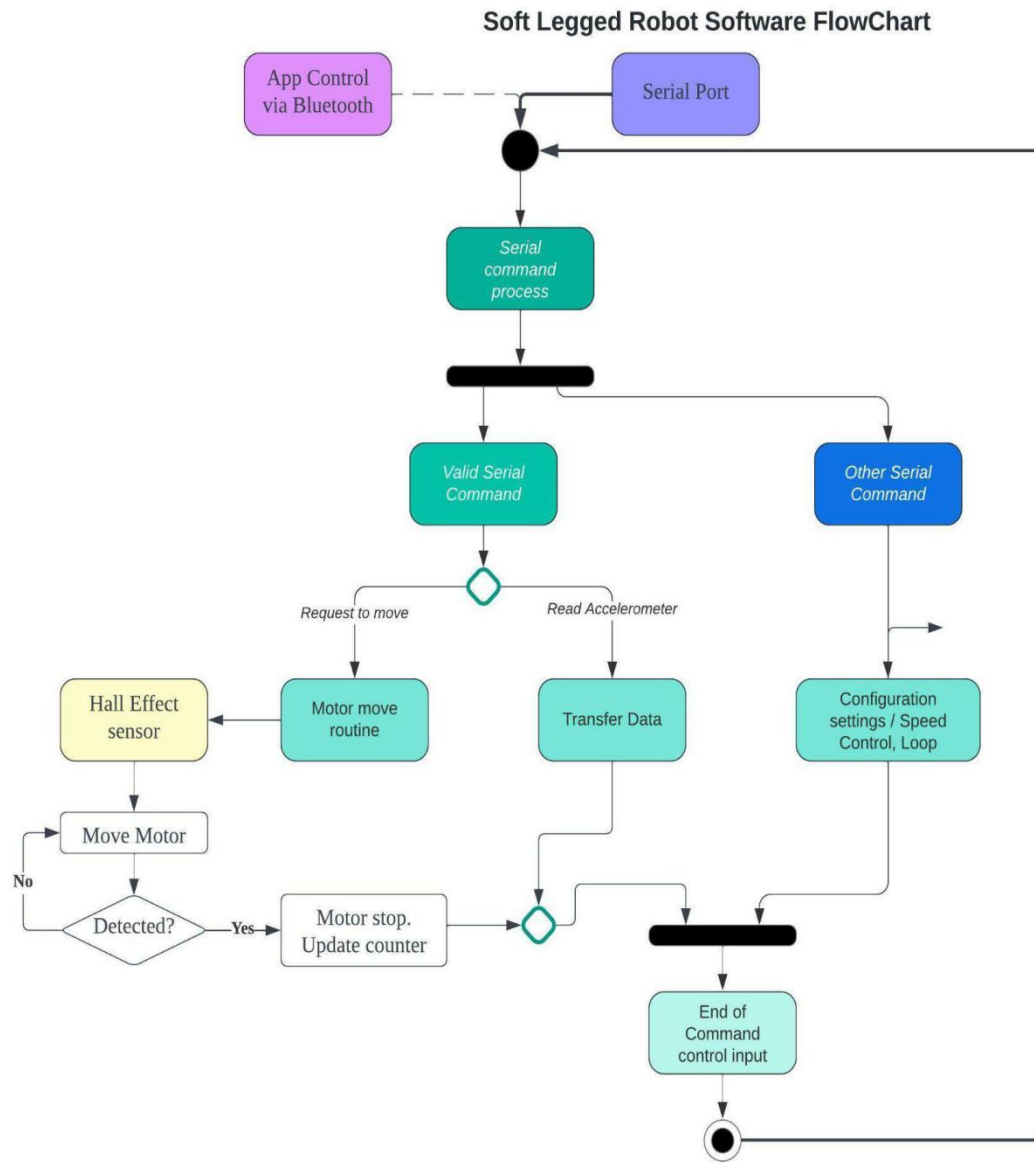 Soft Legged Robot Software FlowChart
App Control
via Bluetooth
Serial Port
Serial
command
process
Valid Serial
Command
Other Serial
Command
Request to move
Read Accelerometer
Hall Effect
sensor
Motor move
routine
Transfer Data
Configuration
settings / Speed
Control, Loop
Move Motor
No
Detected?
Yes
Motor stop.
Update counter
End of
Command
control input